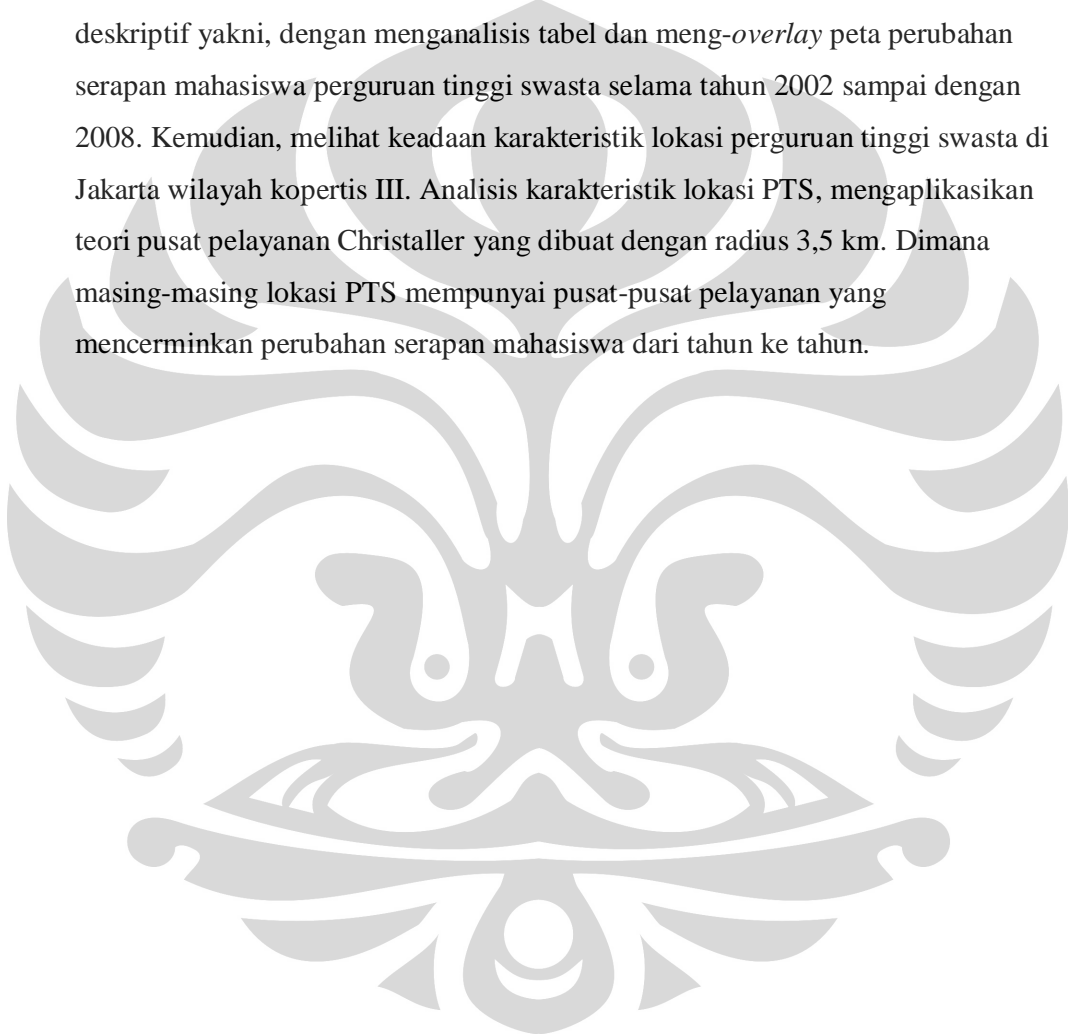 deskriptif yakni, dengan menganalisis tabel dan meng-overlay peta perubahan
serapan mahasiswa perguruan tinggi swasta selama tahun 2002 sampai dengan
2008. Kemudian, melihat keadaan karakteristik lokasi perguruan tinggi swasta di
Jakarta wilayah kopertis III. Analisis karakteristik lokasi PTS, mengaplikasikan
teori pusat pelayanan Christaller yang dibuat dengan radius 3,5 km. Dimana
masing-masing lokasi PTS mempunyai pusat-pusat pelayanan yang
mencerminkan perubahan serapan mahasiswa dari tahun ke tahun.